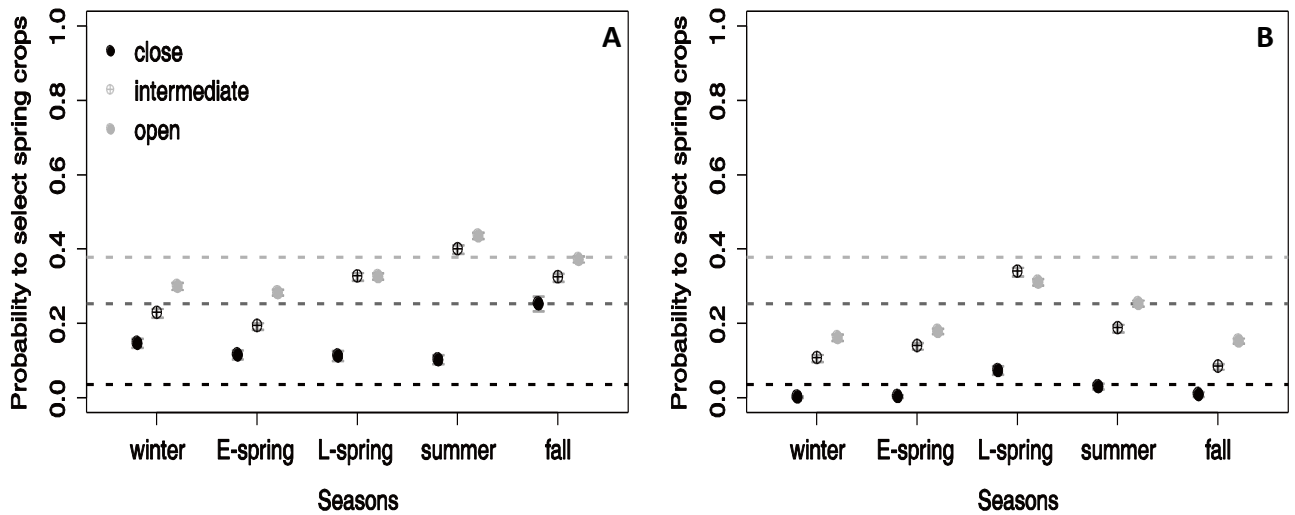 A
close
intermediate
open
Probability to select spring crops
1.0
0.8
0.6
0.4
0.2
0.0
winter E-spring L-spring summer fall
Seasons
B
Probability to select spring crops
1.0
0.8
0.6
0.4
0.2
0.0
winter E-spring L-spring summer fall
Seasons